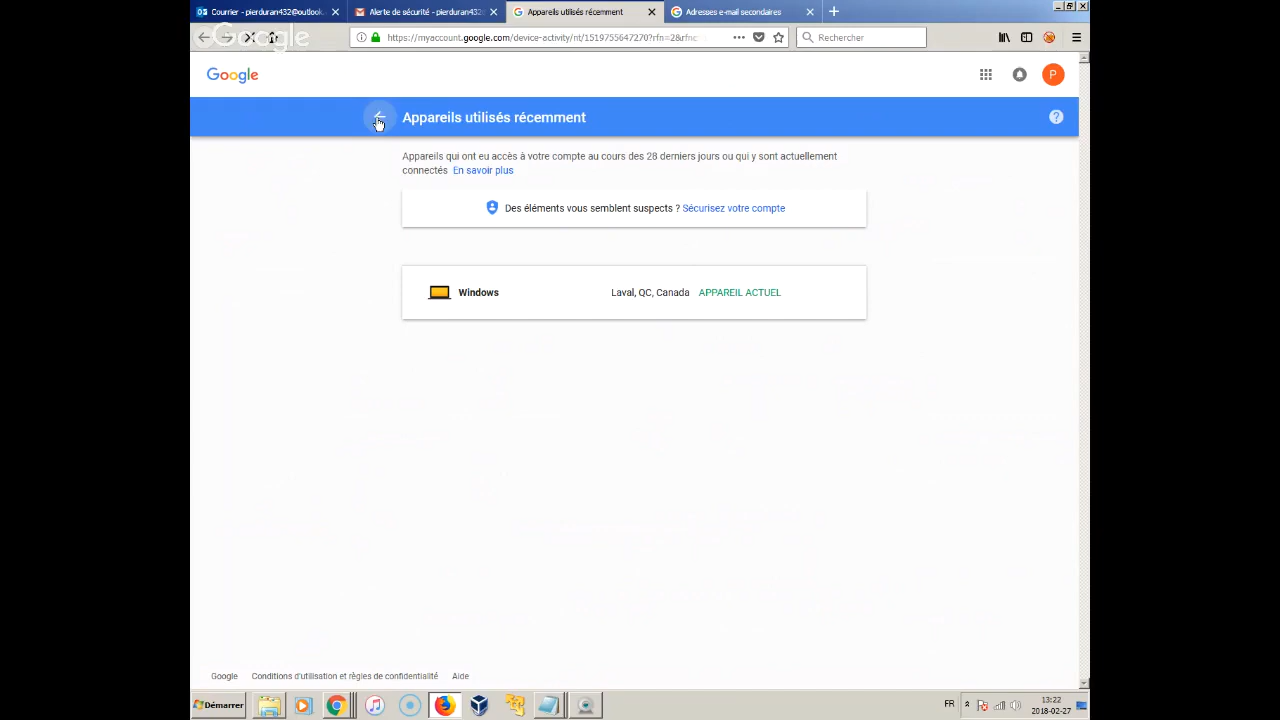 Courrier - pierduran432@outlook.
Alerte de sécurité - pierduran432
Appareils utilisés récemment
Adresses e-mail secondaires
Google
https://myaccount.google.com/device-activity/nt/1519755647270?rfn=2&rfnc
Rechercher
Google
P
Appareils utilisés récemment
?
Appareils qui ont eu accès à votre compte au cours des 28 derniers jours ou qui y sont actuellement
connectés En savoir plus
Des éléments vous semblent suspects ? Sécurisez votre compte
Windows Laval, QC, Canada APPAREIL ACTUEL
Google Conditions d'utilisation et règles de confidentialité Aide
Démarrer
FR
13:22
2018-02-27